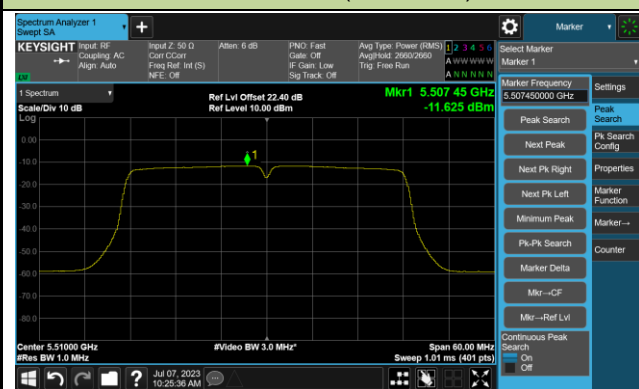 Spectrum Analyzer 1
Swept SA
Marker
KEYSIGHT
Input: RF
Coupling: AC
Align: Auto
Input Z: 50 Ω
Corr CCorr
Freq Ref: Int (S)
NFE: Off
Atten: 6 dB
PNO: Fast
Gate: Off
IF Gain: Low
Sig Track: Off
Avg Type: Power (RMS)
Avg|Hold: 2660/2660
Trig: Free Run
1 2 3 4 5 6
A W W W W W
A N N N N N
LW
Select Marker
Marker 1
1 Spectrum
Scale/Div 10 dB
Log
Ref Lvl Offset 22.40 dB
Ref Level 10.00 dBm
Mkr1 5.507 45 GHz
-11.625 dBm
Marker Frequency
5.507450000 GHz
Peak Search
Next Peak
Next Pk Right
Next Pk Left
Minimum Peak
Pk-Pk Search
Marker Delta
Mkr→CF
Mkr→Ref Lvl
Continuous Peak
Search
On
Off
Settings
Peak
Search
Pk Search
Config
Properties
Marker
Function
Marker→
Counter
0.00
-10.0
-20.0
-30.0
-40.0
-50.0
-60.0
-70.0
-80.0
1
Center 5.51000 GHz
#Res BW 1.0 MHz
#Video BW 3.0 MHz*
Span 60.00 MHz
Sweep 1.01 ms (401 pts)
Jul 07, 2023
10:25:36 AM